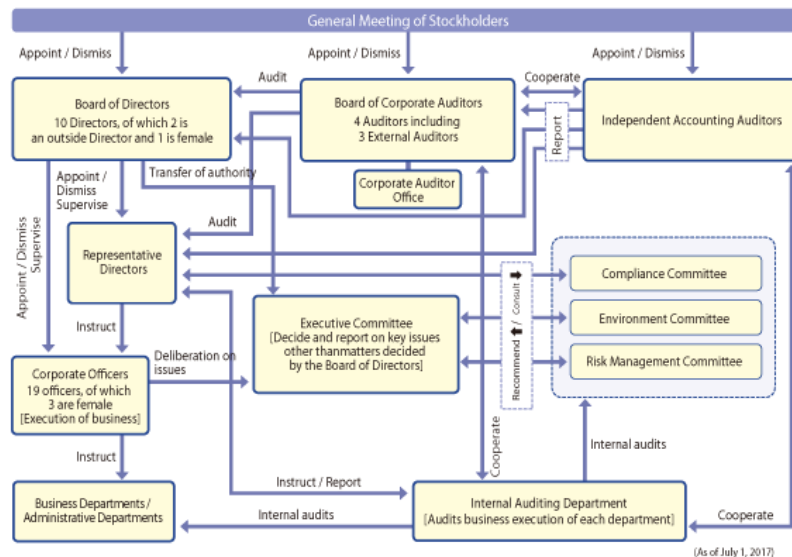 General Meeting of Stockholders
Appoint / Dismiss
Appoint / Dismiss
Appoint / Dismiss
Board of Directors
10 Directors, of which 2 is
an outside Director and 1 is female
Audit
Board of Corporate Auditors
4 Auditors including
3 External Auditors
Cooperate
Independent Accounting Auditors
Report
Corporate Auditor
Office
Transfer of authority
Appoint /
Dismiss
Supervise
Appoint / Dismiss
Supervise
Audit
Representative
Directors
Compliance Committee
Environment Committee
Risk Management Committee
Recommend ⬆ / Consult ⬇
Executive Committee
[Decide and report on key issues
other thanmatters decided
by the Board of Directors]
Instruct
Deliberation on
issues
Corporate Officers
19 officers, of which
3 are female
[Execution of business]
Instruct
Cooperate
Internal audits
Instruct / Report
Business Departments /
Administrative Departments
Internal audits
Internal Auditing Department
[Audits business execution of each department]
Cooperate
(As of July 1, 2017)